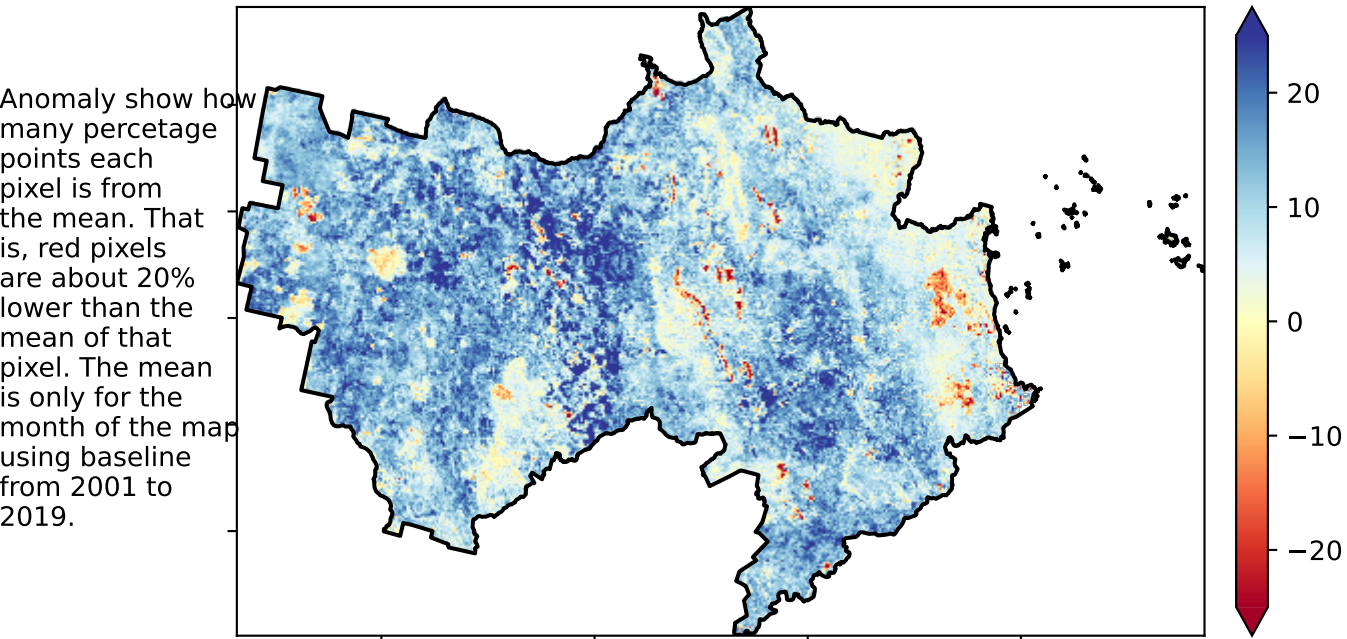 Anomaly show how
many percetage
points each
pixel is from
the mean. That
is, red pixels
are about 20%
lower than the
mean of that
pixel. The mean
is only for the
month of the map
using baseline
from 2001 to
2019.
20
10
0
−10
−20